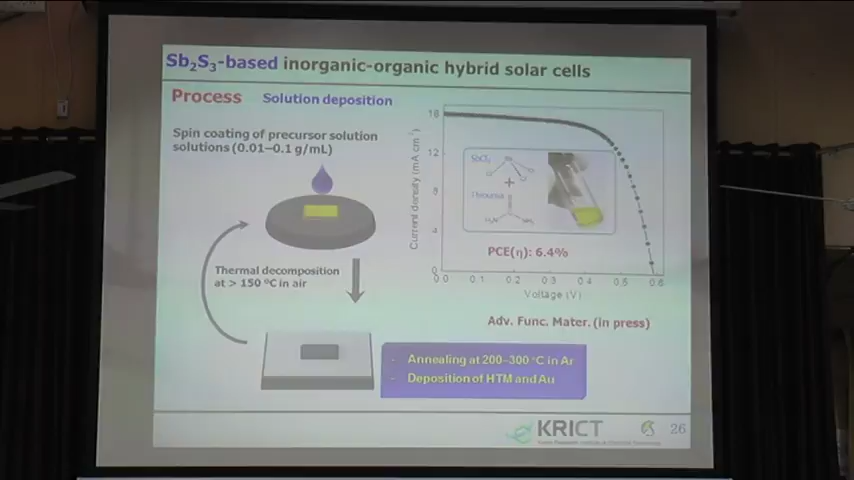 Sb2S3-based inorganic-organic hybrid solar cells
Process
Solution deposition
Spin coating of precursor solution
solutions (0.01–0.1 g/mL)
Thermal decomposition
at > 150 °C in air
Current density (mA cm-2)
16
12
8
4
0
0.0 0.1 0.2 0.3 0.4 0.5 0.6
Voltage (V)
SbCl3
+
Thiourea
H2N NH2
PCE(η): 6.4%
Adv. Func. Mater. (in press)
- Annealing at 200–300 °C in Ar
- Deposition of HTM and Au
KRICT
26